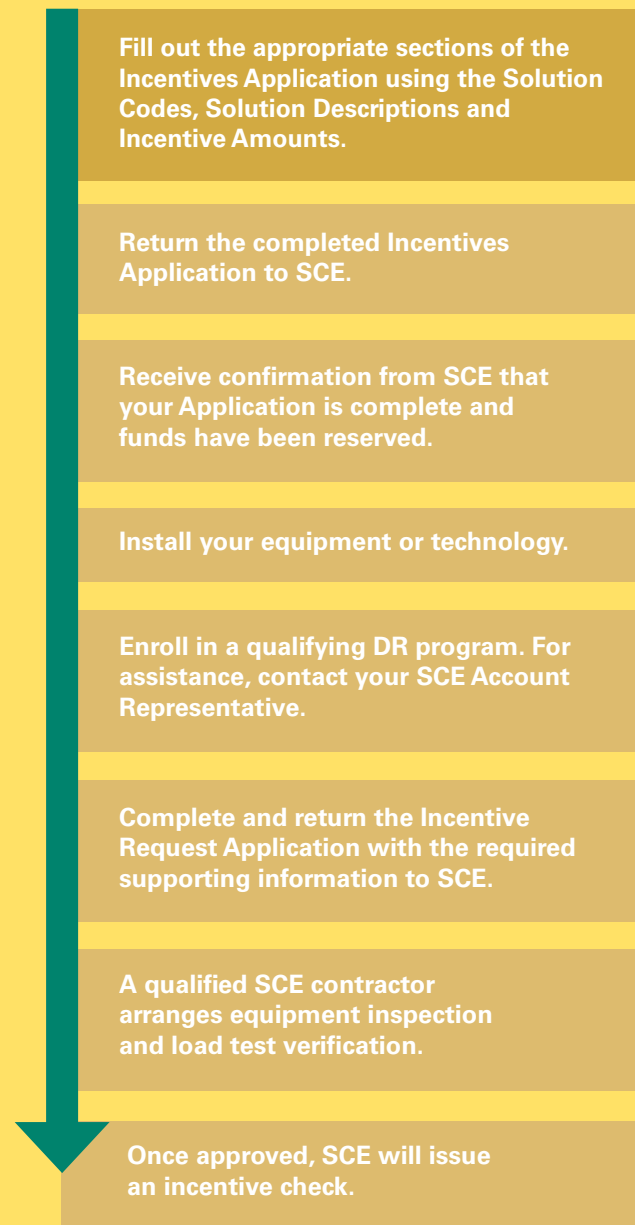 Fill out the appropriate sections of the
Incentives Application using the Solution
Codes, Solution Descriptions and
Incentive Amounts.
Return the completed Incentives
Application to SCE.
Receive confirmation from SCE that
your Application is complete and
funds have been reserved.
Install your equipment or technology.
Enroll in a qualifying DR program. For
assistance, contact your SCE Account
Representative.
Complete and return the Incentive
Request Application with the required
supporting information to SCE.
A qualified SCE contractor
arranges equipment inspection
and load test verification.
Once approved, SCE will issue
an incentive check.